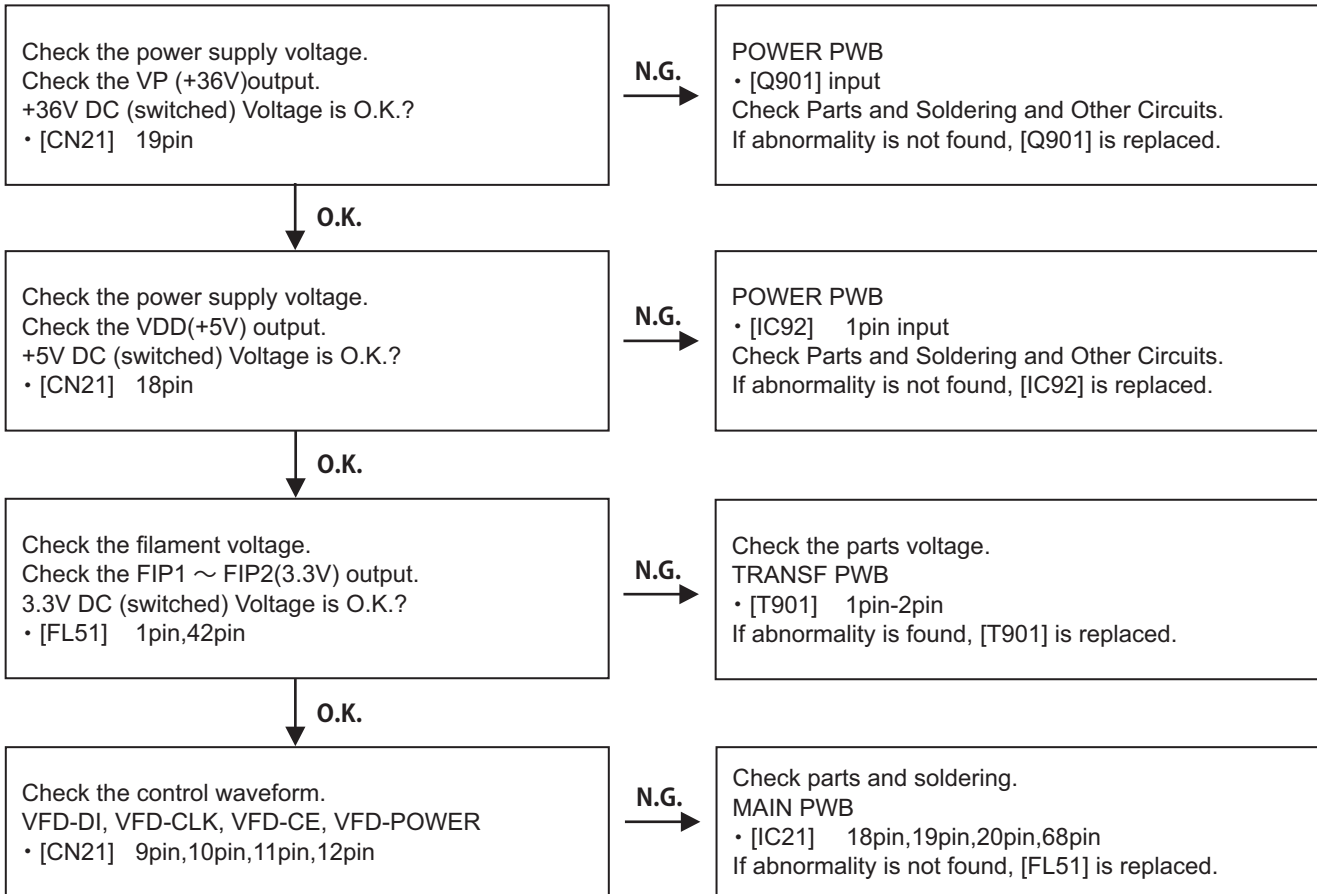 Check the power supply voltage.
Check the VP (+36V)output.
+36V DC (switched) Voltage is O.K.?
・[CN21] 19pin
N.G.
POWER PWB
・[Q901] input
Check Parts and Soldering and Other Circuits.
If abnormality is not found, [Q901] is replaced.
O.K.
Check the power supply voltage.
Check the VDD(+5V) output.
+5V DC (switched) Voltage is O.K.?
・[CN21] 18pin
N.G.
POWER PWB
・[IC92] 1pin input
Check Parts and Soldering and Other Circuits.
If abnormality is not found, [IC92] is replaced.
O.K.
Check the filament voltage.
Check the FIP1 ～ FIP2(3.3V) output.
3.3V DC (switched) Voltage is O.K.?
・[FL51] 1pin,42pin
N.G.
Check the parts voltage.
TRANSF PWB
・[T901] 1pin-2pin
If abnormality is found, [T901] is replaced.
O.K.
Check the control waveform.
VFD-DI, VFD-CLK, VFD-CE, VFD-POWER
・[CN21] 9pin,10pin,11pin,12pin
N.G.
Check parts and soldering.
MAIN PWB
・[IC21] 18pin,19pin,20pin,68pin
If abnormality is not found, [FL51] is replaced.